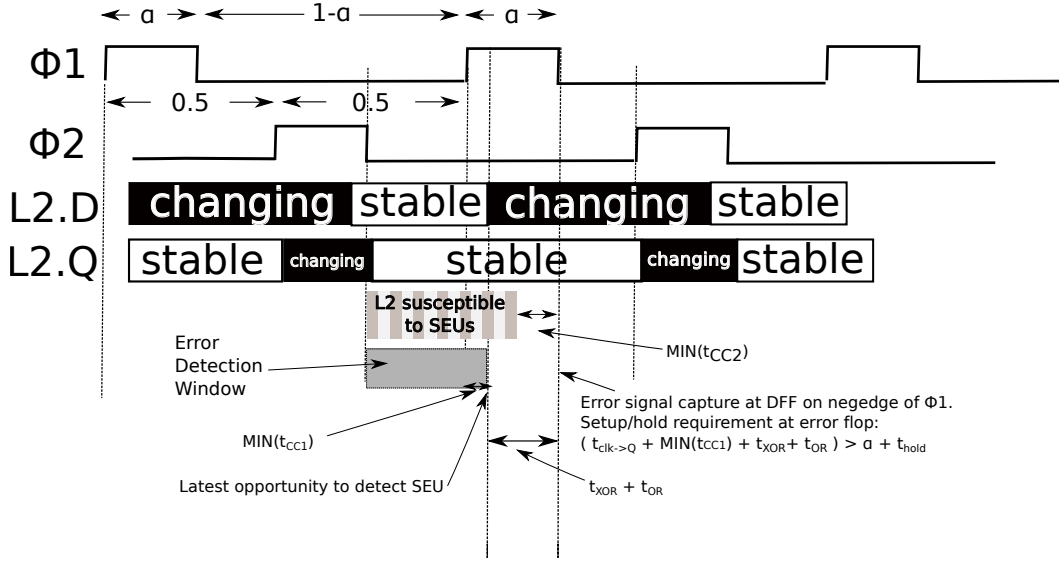 α 1-α α
Φ1
0.5 0.5
Φ2
L2.D changing stable changing stable
L2.Q stable changing stable changing stable
L2 susceptible
to SEUs
Error
Detection
Window
MIN(tCC2)
MIN(tCC1)
Error signal capture at DFF on negedge of Φ1.
Setup/hold requirement at error flop:
( tclk->Q + MIN(tCC1) + tXOR+ tOR ) > α + thold
Latest opportunity to detect SEU
tXOR + tOR